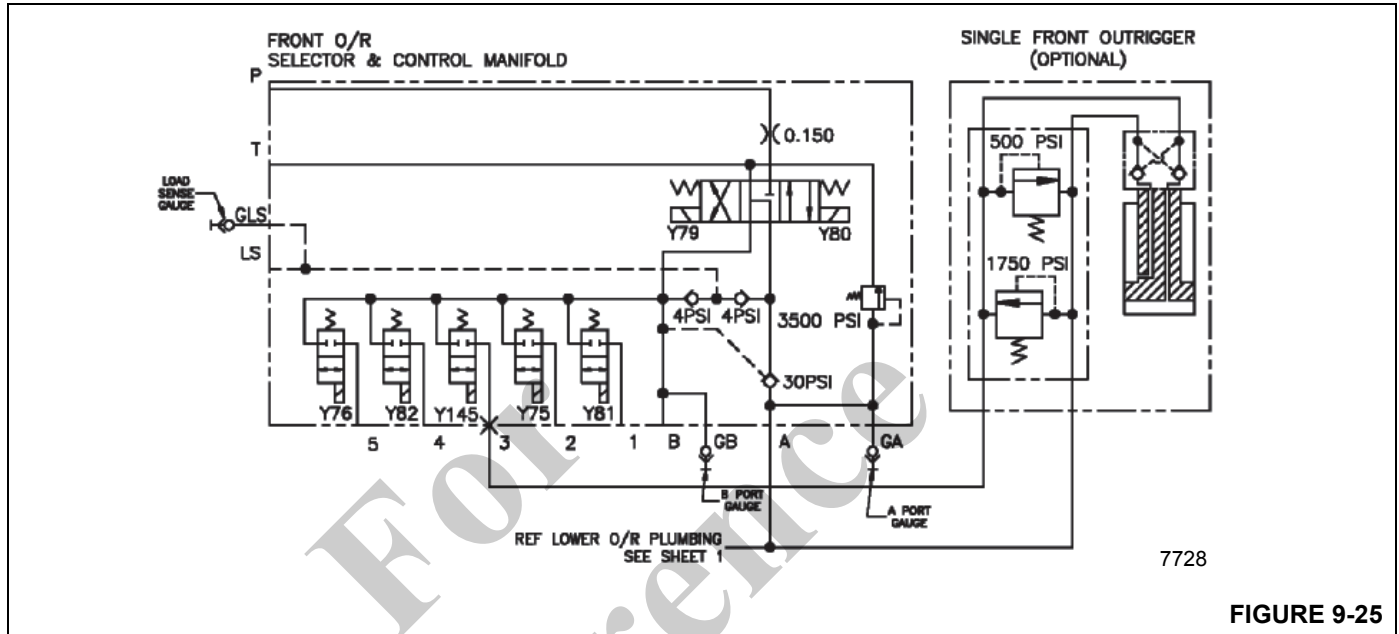 FRONT O/R
SELECTOR & CONTROL MANIFOLD
SINGLE FRONT OUTRIGGER
(OPTIONAL)
P
0.150
500 PSI
T
LOAD
SENSE
GAUGE
GLS
Y79
Y80
LS
1750 PSI
4PSI
4PSI
3500 PSI
30PSI
Y76
Y82
Y145
Y75
Y81
5
4
3
2
1
B
GB
A
GA
B PORT
GAUGE
A PORT
GAUGE
REF LOWER O/R PLUMBING
SEE SHEET 1
7728
FIGURE 9-25
For
Reference